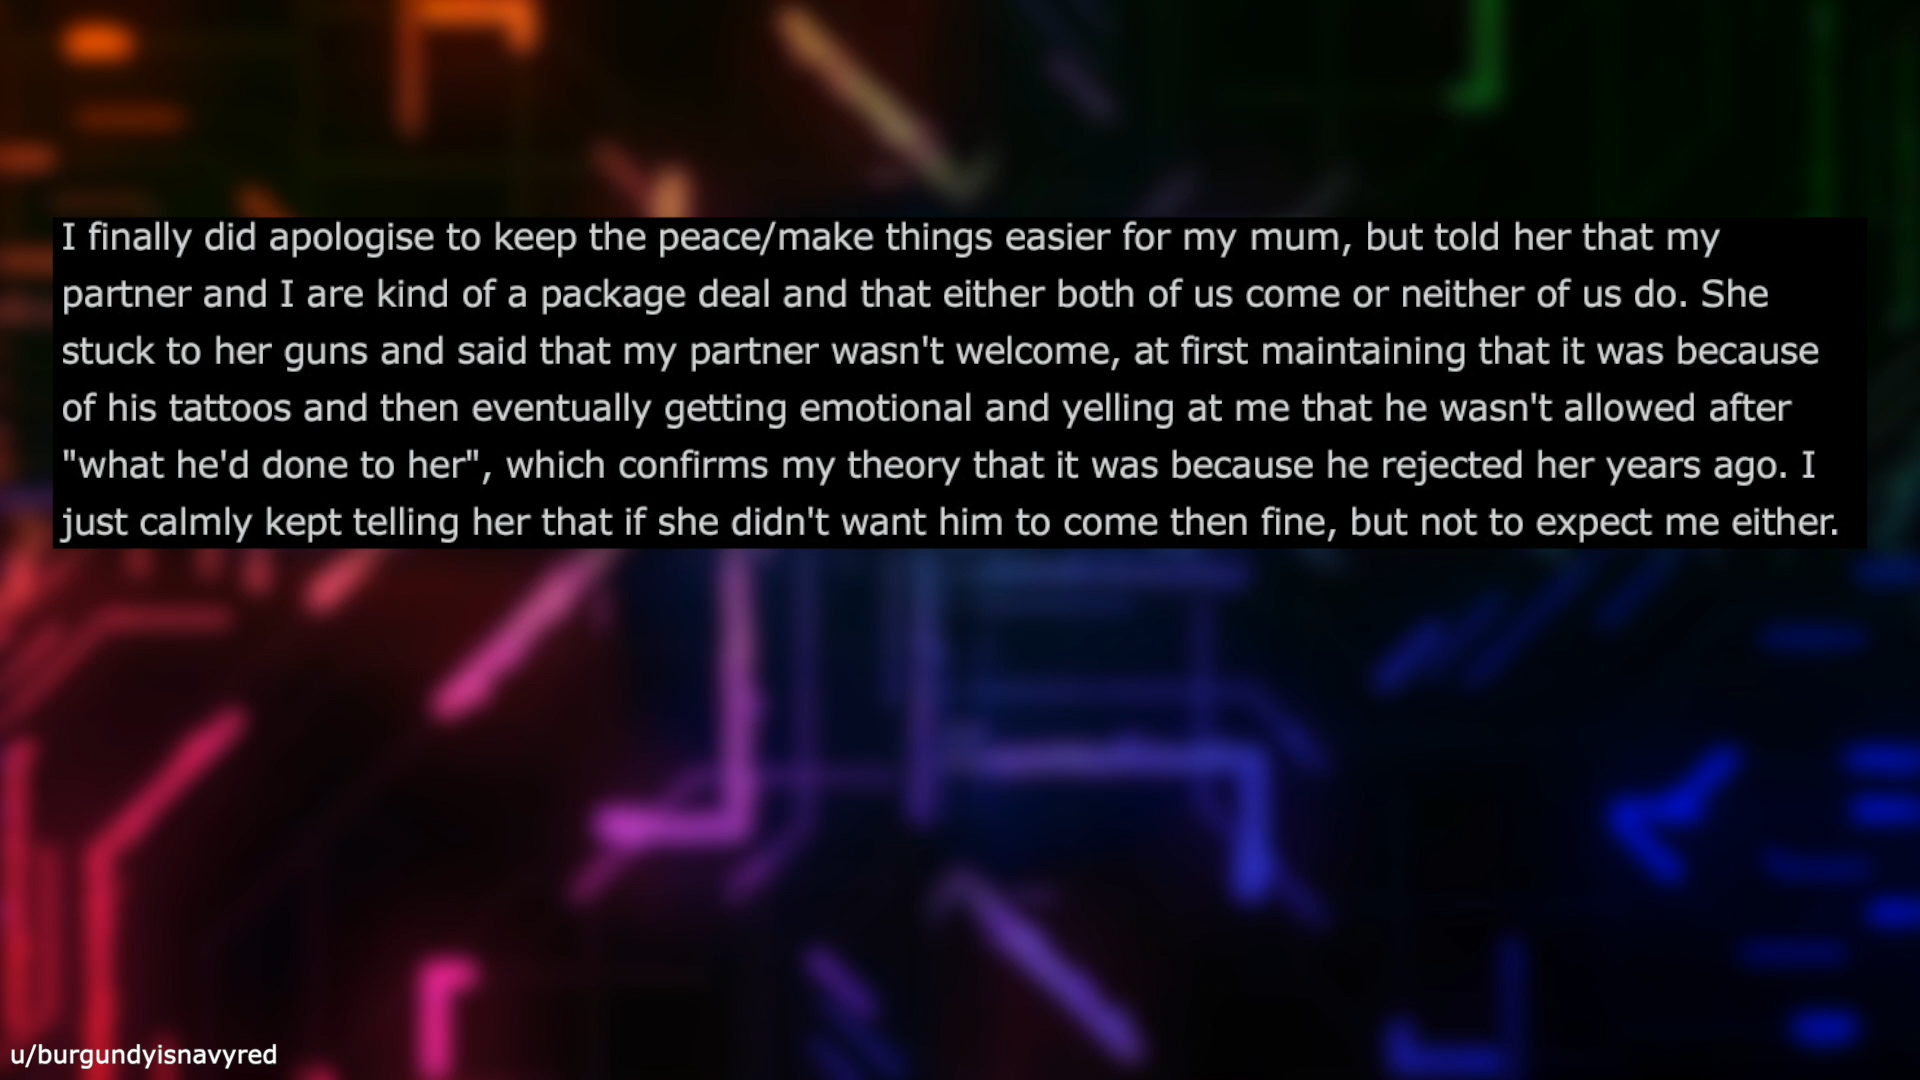 I finally did apologise to keep the peace/make things easier for my mum, but told her that my
partner and I are kind of a package deal and that either both of us come or neither of us do. She
stuck to her guns and said that my partner wasn't welcome, at first maintaining that it was because
of his tattoos and then eventually getting emotional and yelling at me that he wasn't allowed after
"what he'd done to her", which confirms my theory that it was because he rejected her years ago. I
just calmly kept telling her that if she didn't want him to come then fine, but not to expect me either.
u/burgundyisnavyred